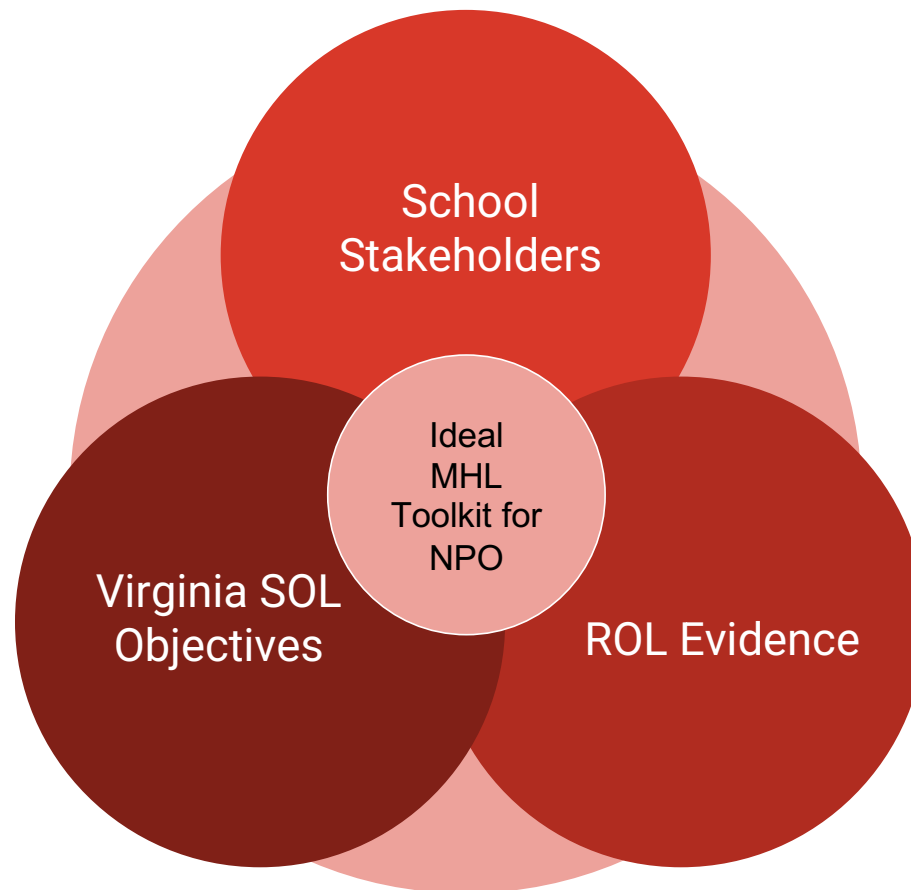 School
Stakeholders
Ideal
MHL
Toolkit for
NPO
Virginia SOL
Objectives
ROL Evidence